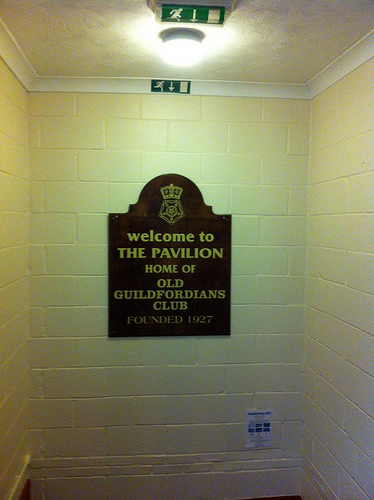 welcome to
THE PAVILION
HOME OF
OLD
GUILDFORDIANS
CLUB
FOUNDED 1927